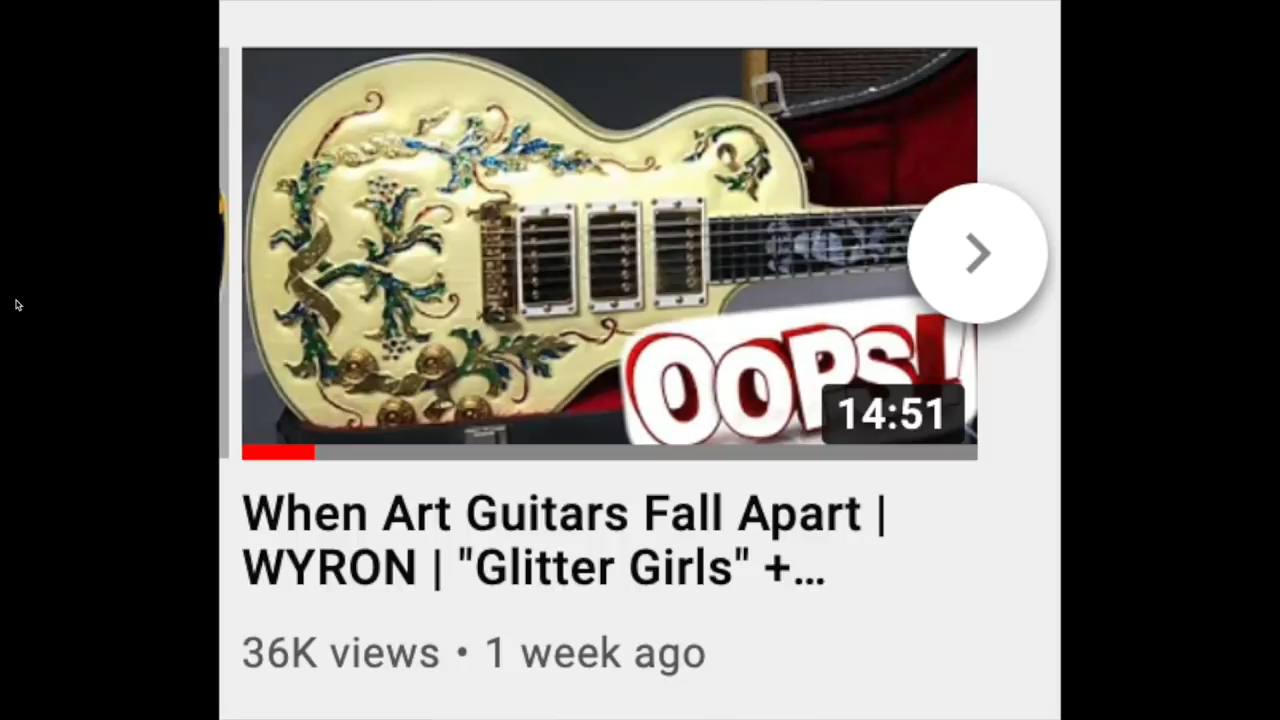 OOPS!
14:51
When Art Guitars Fall Apart |
WYRON | "Glitter Girls" +…
36K views • 1 week ago